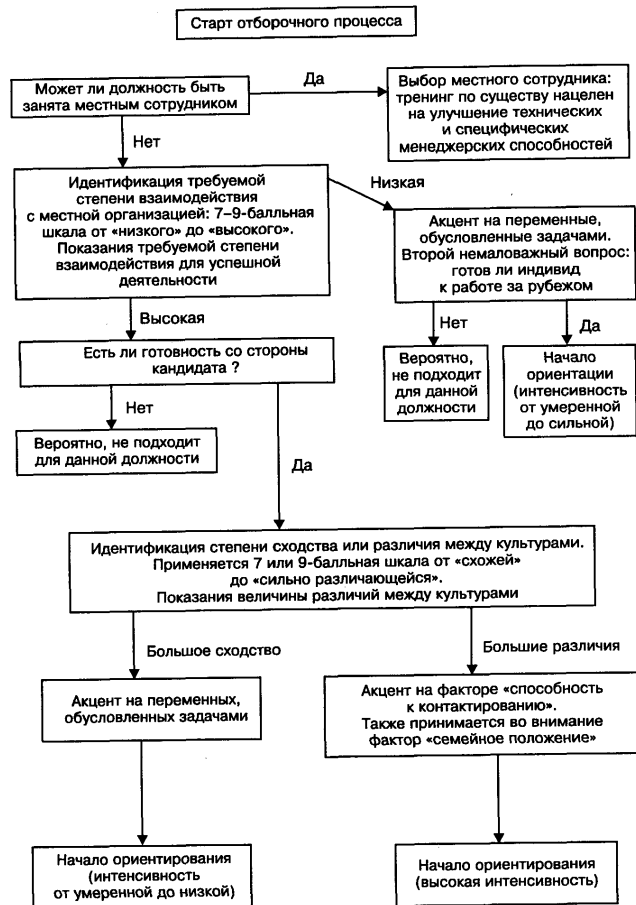 Старт отборочного процесса
Может ли должность быть
занята местным сотрудником
Да
Выбор местного сотрудника:
тренинг по существу нацелен
на улучшение технических
и специфических
менеджерских способностей
Нет
Идентификация требуемой
степени взаимодействия
с местной организацией: 7–9-балльная
шкала от «низкого» до «высокого».
Показания требуемой степени
взаимодействия для успешной
деятельности
Низкая
Акцент на переменные,
обусловленные задачами.
Второй немаловажный вопрос:
готов ли индивид
к работе за рубежом
Высокая
Нет
Да
Есть ли готовность со стороны
кандидата ?
Вероятно,
не подходит
для данной
должности
Начало
ориентации
(интенсивность
от умеренной
до сильной)
Нет
Вероятно, не подходит
для данной должности
Да
Идентификация степени сходства или различия между культурами.
Применяется 7 или 9-балльная шкала от «схожей»
до «сильно различающейся».
Показания величины различий между культурами
Большое сходство
Большие различия
Акцент на переменных,
обусловленных задачами
Акцент на факторе «способность
к контактированию».
Также принимается во внимание
фактор «семейное положение»
Начало ориентирования
(интенсивность
от умеренной до низкой)
Начало ориентирования
(высокая интенсивность)